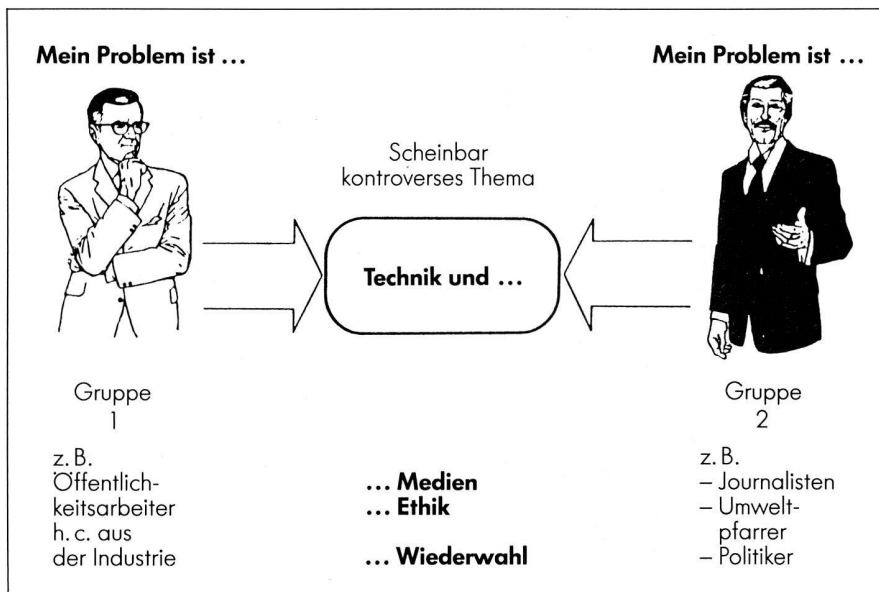 Mein Problem ist ...
Mein Problem ist ...
Scheinbar
kontroverses Thema
Technik und ...
Gruppe
1
z. B.
Öffentlich-
keitsarbeiter
h. c. aus
der Industrie
... Medien
... Ethik
... Wiederwahl
Gruppe
2
z. B.
– Journalisten
– Umwelt-
pfarrer
– Politiker